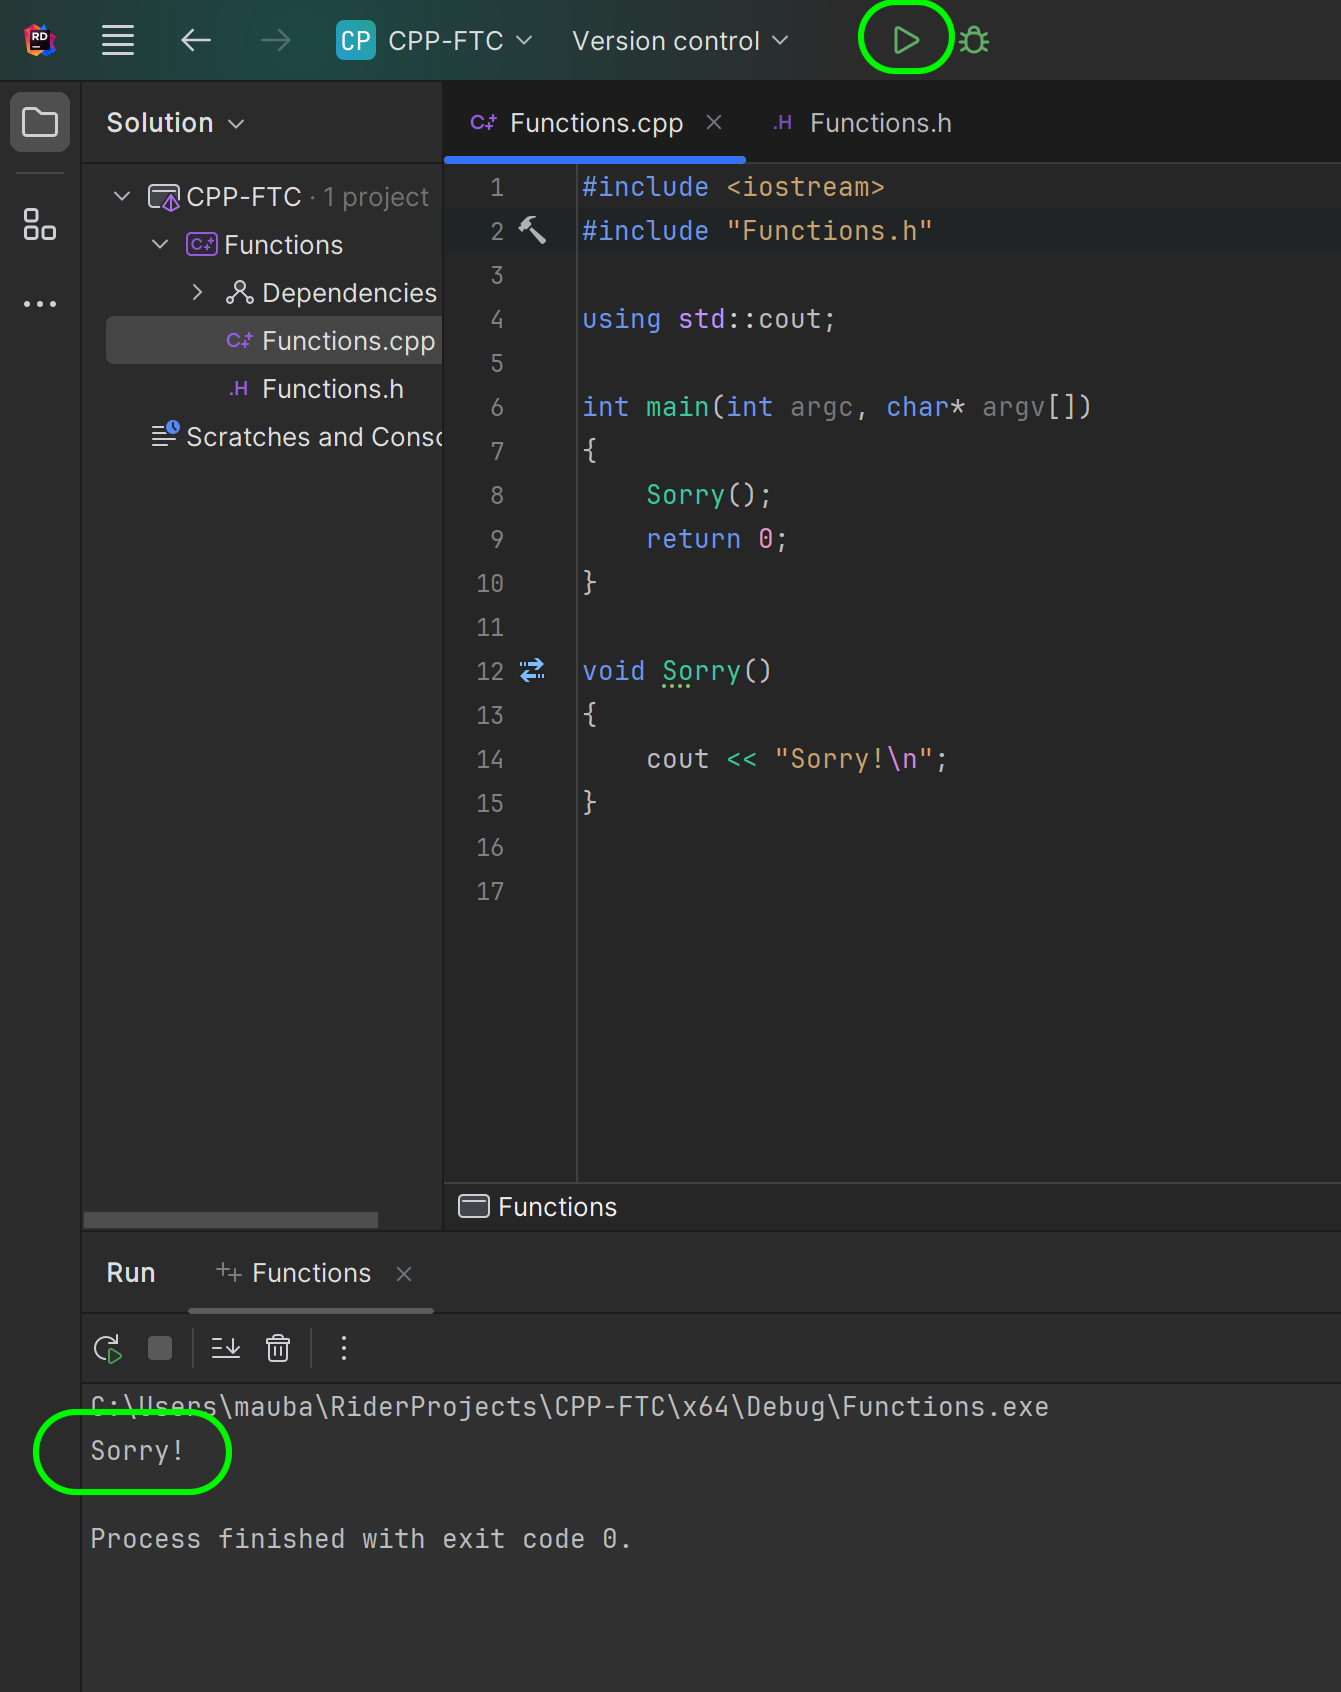 RD
CP CPP-FTC Version control
Solution
C++ Functions.cpp
.H Functions.h
CPP-FTC · 1 project
C++ Functions
Dependencies
C++ Functions.cpp
.H Functions.h
Scratches and Conso
1 #include <iostream>
2 #include "Functions.h"
3
4 using std::cout;
5
6 int main(int argc, char* argv[])
7 {
8     Sorry();
9     return 0;
10 }
11
12 void Sorry()
13 {
14     cout << "Sorry!\n";
15 }
16
17
Functions
Run
Functions
C:\Users\mauba\RiderProjects\CPP-FTC\x64\Debug\Functions.exe
Sorry!
Process finished with exit code 0.